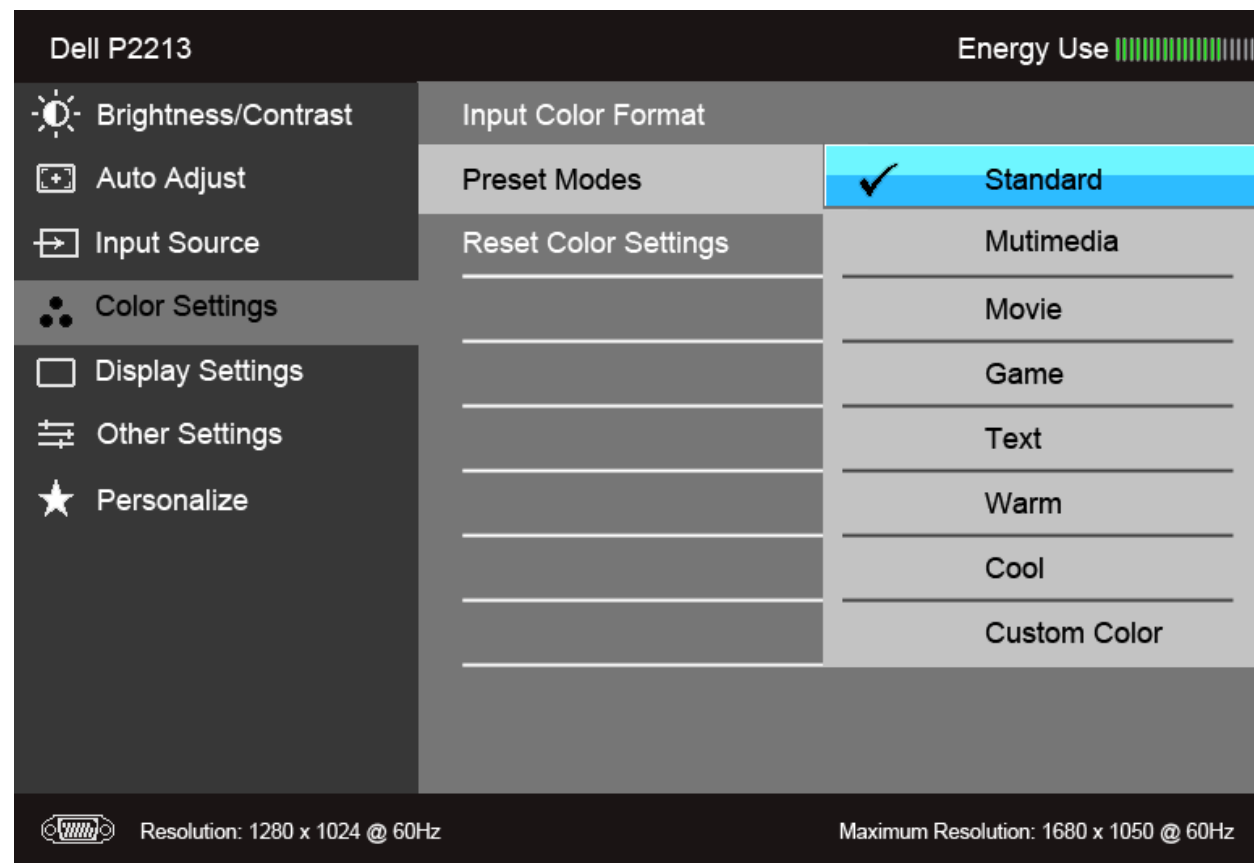 Dell P2213
Energy Use
Brightness/Contrast
Auto Adjust
Input Source
Color Settings
Display Settings
Other Settings
Personalize
Input Color Format
Preset Modes
Reset Color Settings
Standard
Mutimedia
Movie
Game
Text
Warm
Cool
Custom Color
Resolution: 1280 x 1024 @ 60Hz
Maximum Resolution: 1680 x 1050 @ 60Hz